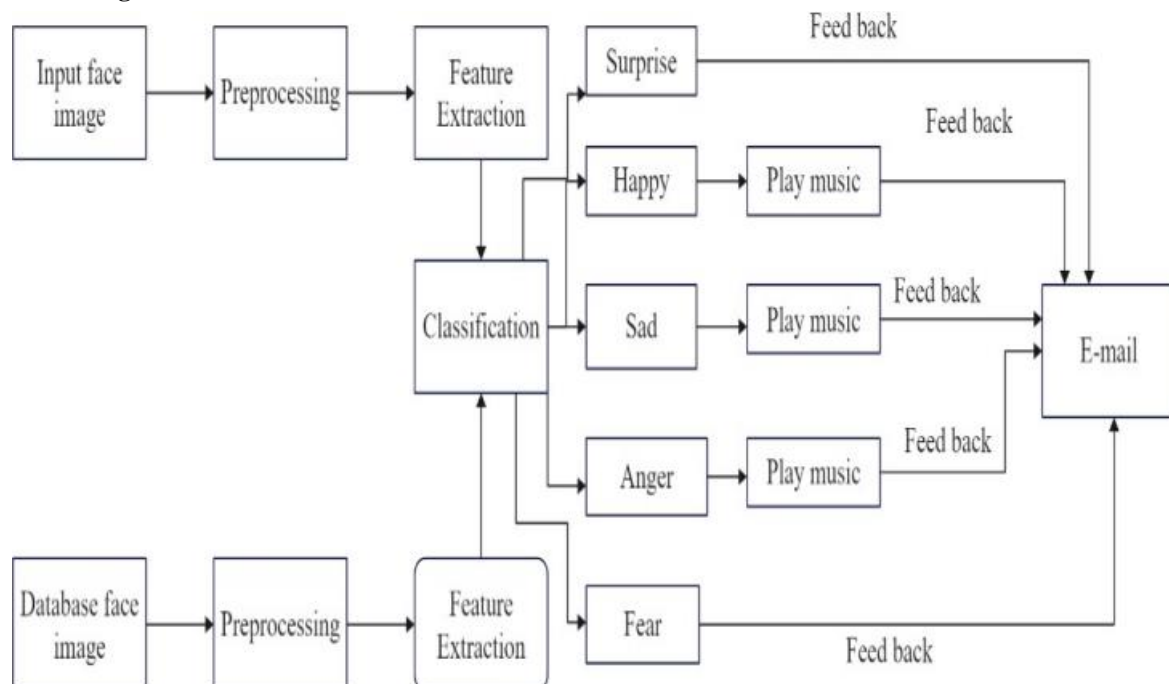 Input face
image
Preprocessing
Feature
Extraction
Surprise
Feed back
Happy
Play music
Feed back
Classification
Sad
Play music
Feed back
E-mail
Anger
Play music
Feed back
Database face
image
Preprocessing
Feature
Extraction
Fear
Feed back